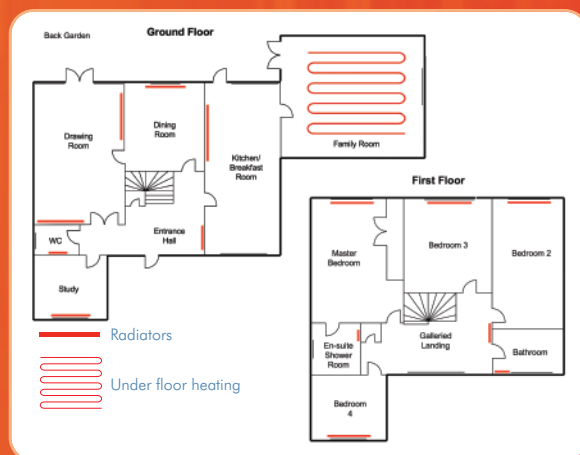 Back Garden
Ground Floor
Drawing
Room
Dining
Room
Kitchen/
Breakfast
Room
Family Room
WC
Entrance
Hall
Study
First Floor
Master
Bedroom
Bedroom 3
Bedroom 2
En-suite
Shower
Room
Galleried
Landing
Bathroom
Bedroom
4
Radiators
Under floor heating